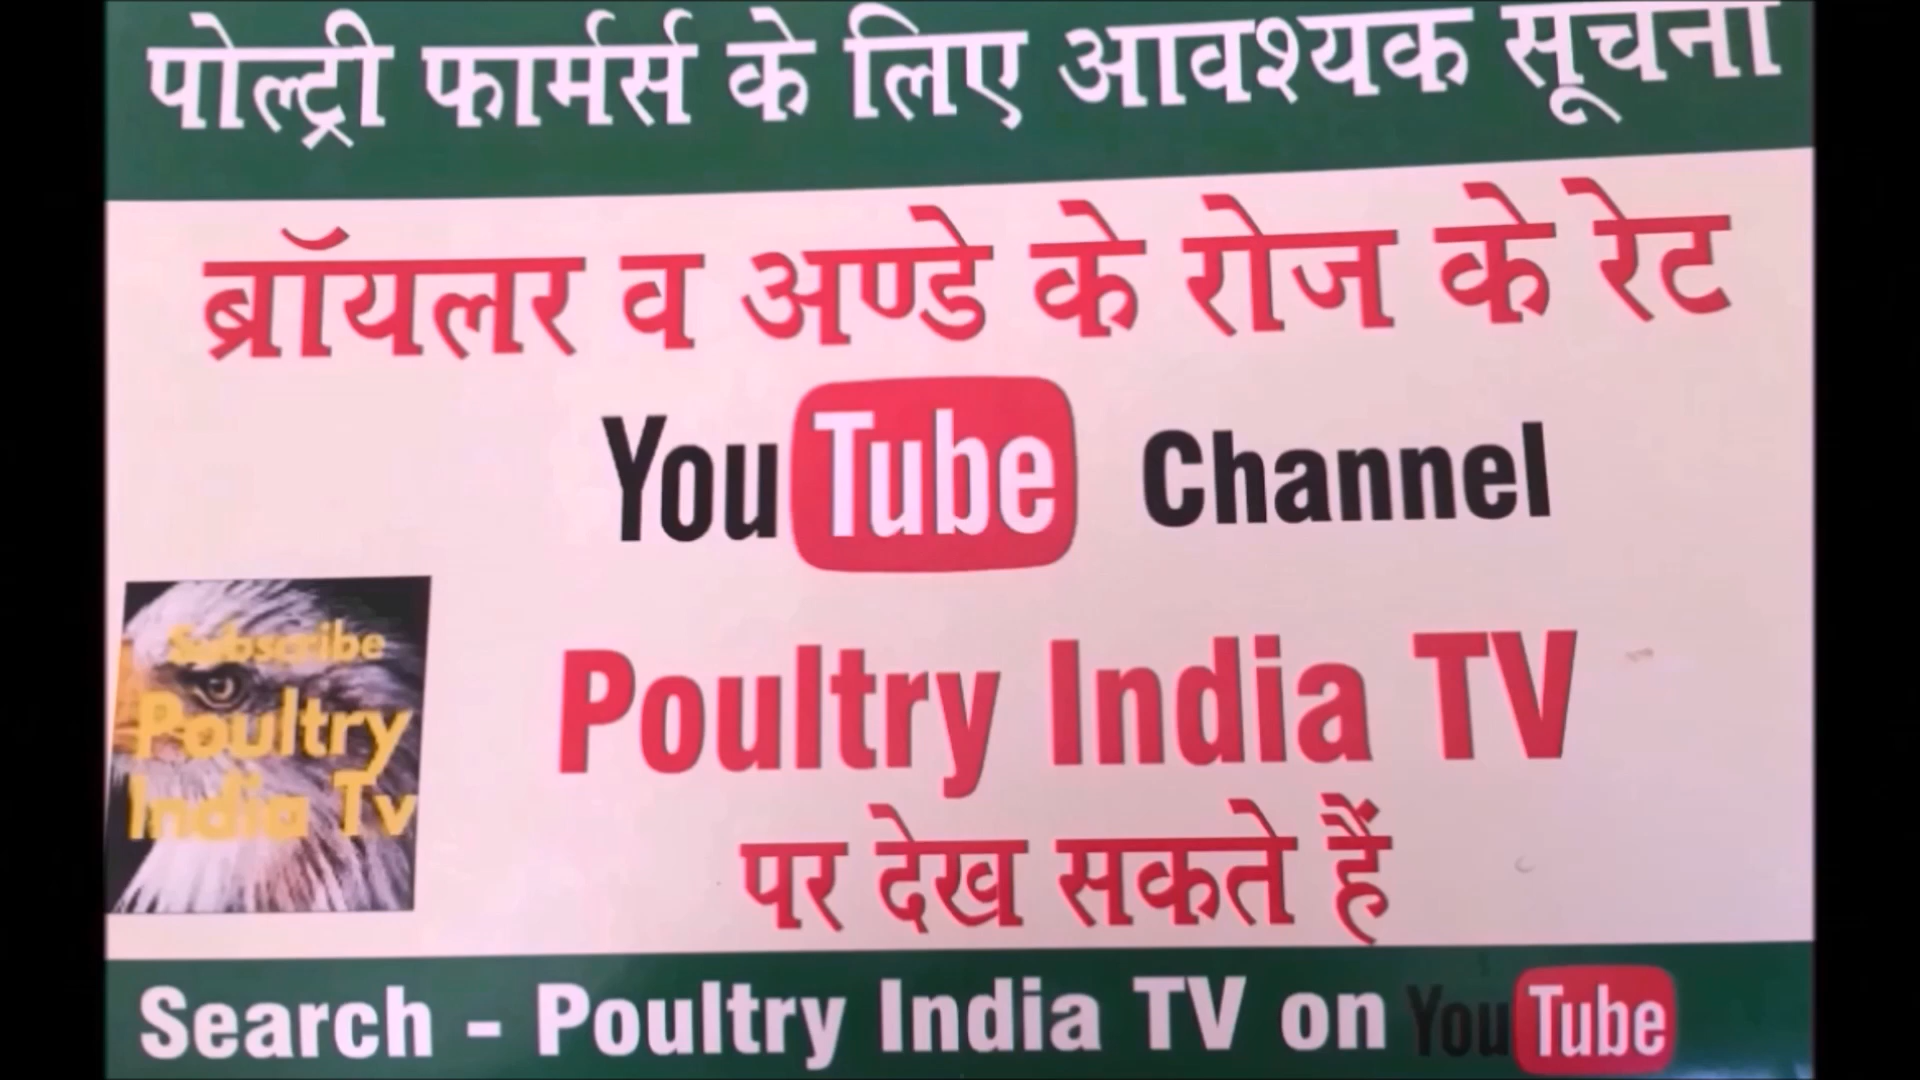 पोल्ट्री फार्मर्स के लिए आवश्यक सूचना
ब्रॉयलर व अण्डे के रोज के रेट
YouTube Channel
Subscribe
Poultry
India Tv
Poultry India TV
पर देख सकते हैं
Search - Poultry India TV on YouTube